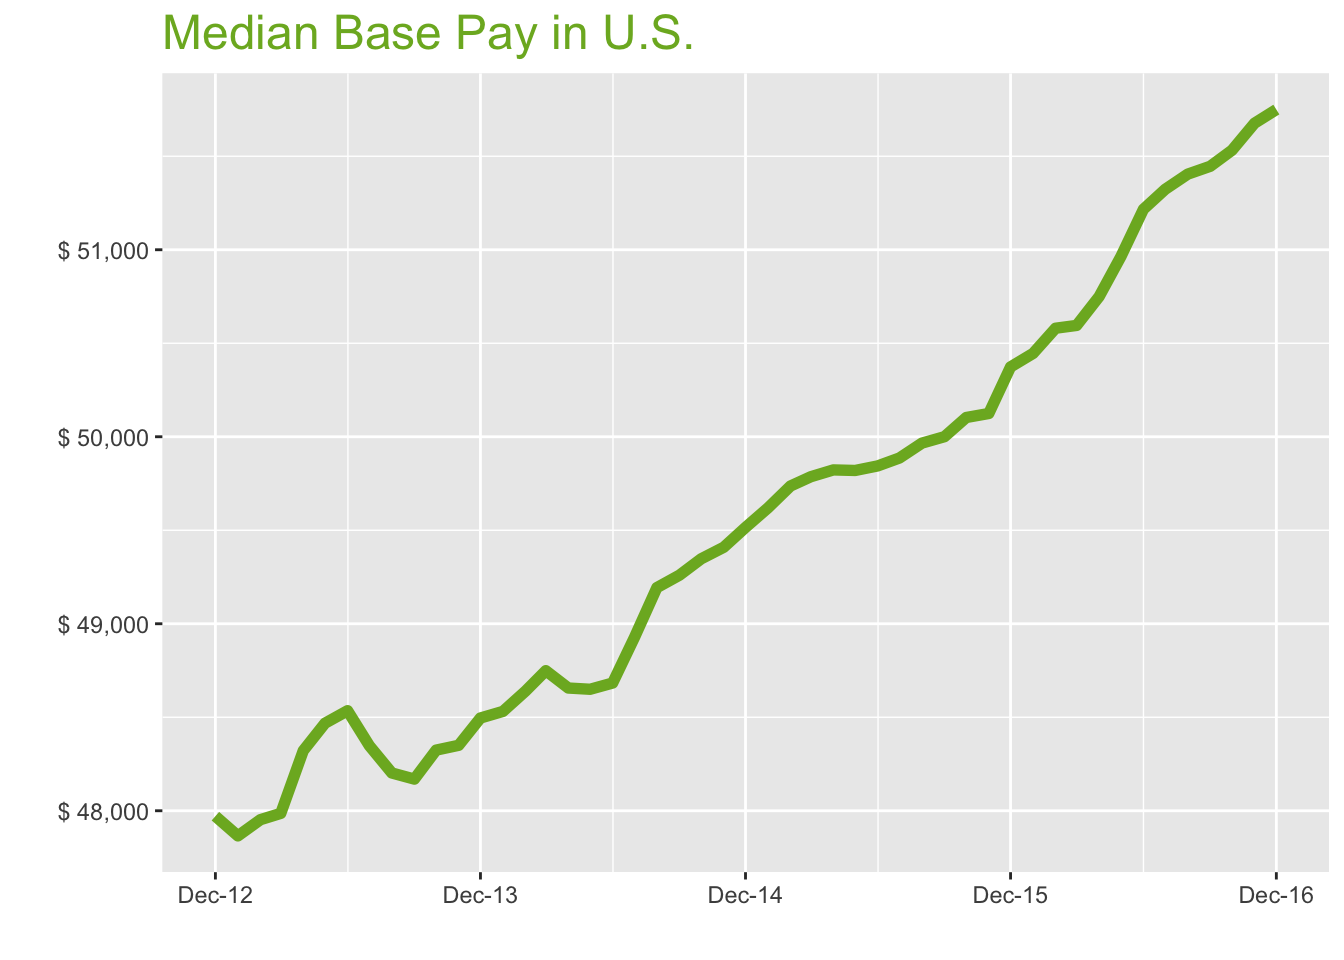 Median Base Pay in U.S.
$ 51,000
$ 50,000
$ 49,000
$ 48,000
Dec-12 Dec-13 Dec-14 Dec-15 Dec-16